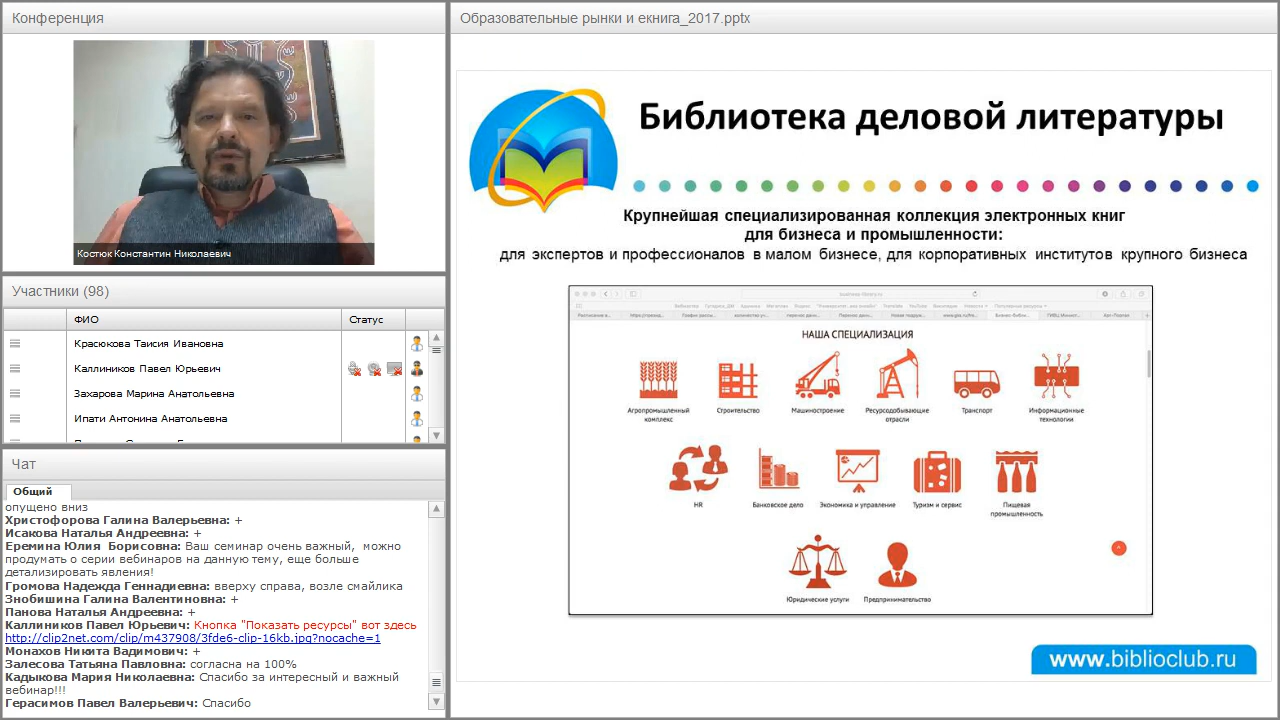 Конференция
Костюк Константин Николаевич
Участники (98)
ФИО
Статус
Красюкова Таисия Ивановна
Каллиников Павел Юрьевич
Захарова Марина Анатольевна
Ипати Антонина Анатольевна
Чат
Общий
опущено вниз
Христофорова Галина Валерьевна: +
Исакова Наталья Андреевна: +
Еремина Юлия Борисовна: Ваш семинар очень важный, можно
продумать о серии вебинаров на данную тему, еще больше
детализировать явления!
Громова Надежда Геннадиевна: вверху справа, возле смайлика
Знобишина Галина Валентиновна: +
Панова Наталья Андреевна: +
Каллиников Павел Юрьевич: Кнопка "Показать ресурсы" вот здесь
http://clip2net.com/clip/m437908/3fde6-clip-16kb.jpg?nocache=1
Монахов Никита Вадимович: +
Залесова Татьяна Павловна: согласна на 100%
Кадыкова Мария Николаевна: Спасибо за интересный и важный
вебинар!!!
Герасимов Павел Валерьевич: Спасибо
Образовательные рынки и екнига_2017.pptx
Библиотека деловой литературы
Крупнейшая специализированная коллекция электронных книг
для бизнеса и промышленности:
для экспертов и профессионалов в малом бизнесе, для корпоративных институтов крупного бизнеса
НАША СПЕЦИАЛИЗАЦИЯ
Агропромышленный
комплекс
Строительство
Машиностроение
Ресурсодобывающие
отрасли
Транспорт
Информационные
технологии
HR
Банковское дело
Экономика и управление
Туризм и сервис
Пищевая
промышленность
Юридические услуги
Предпринимательство
www.biblioclub.ru